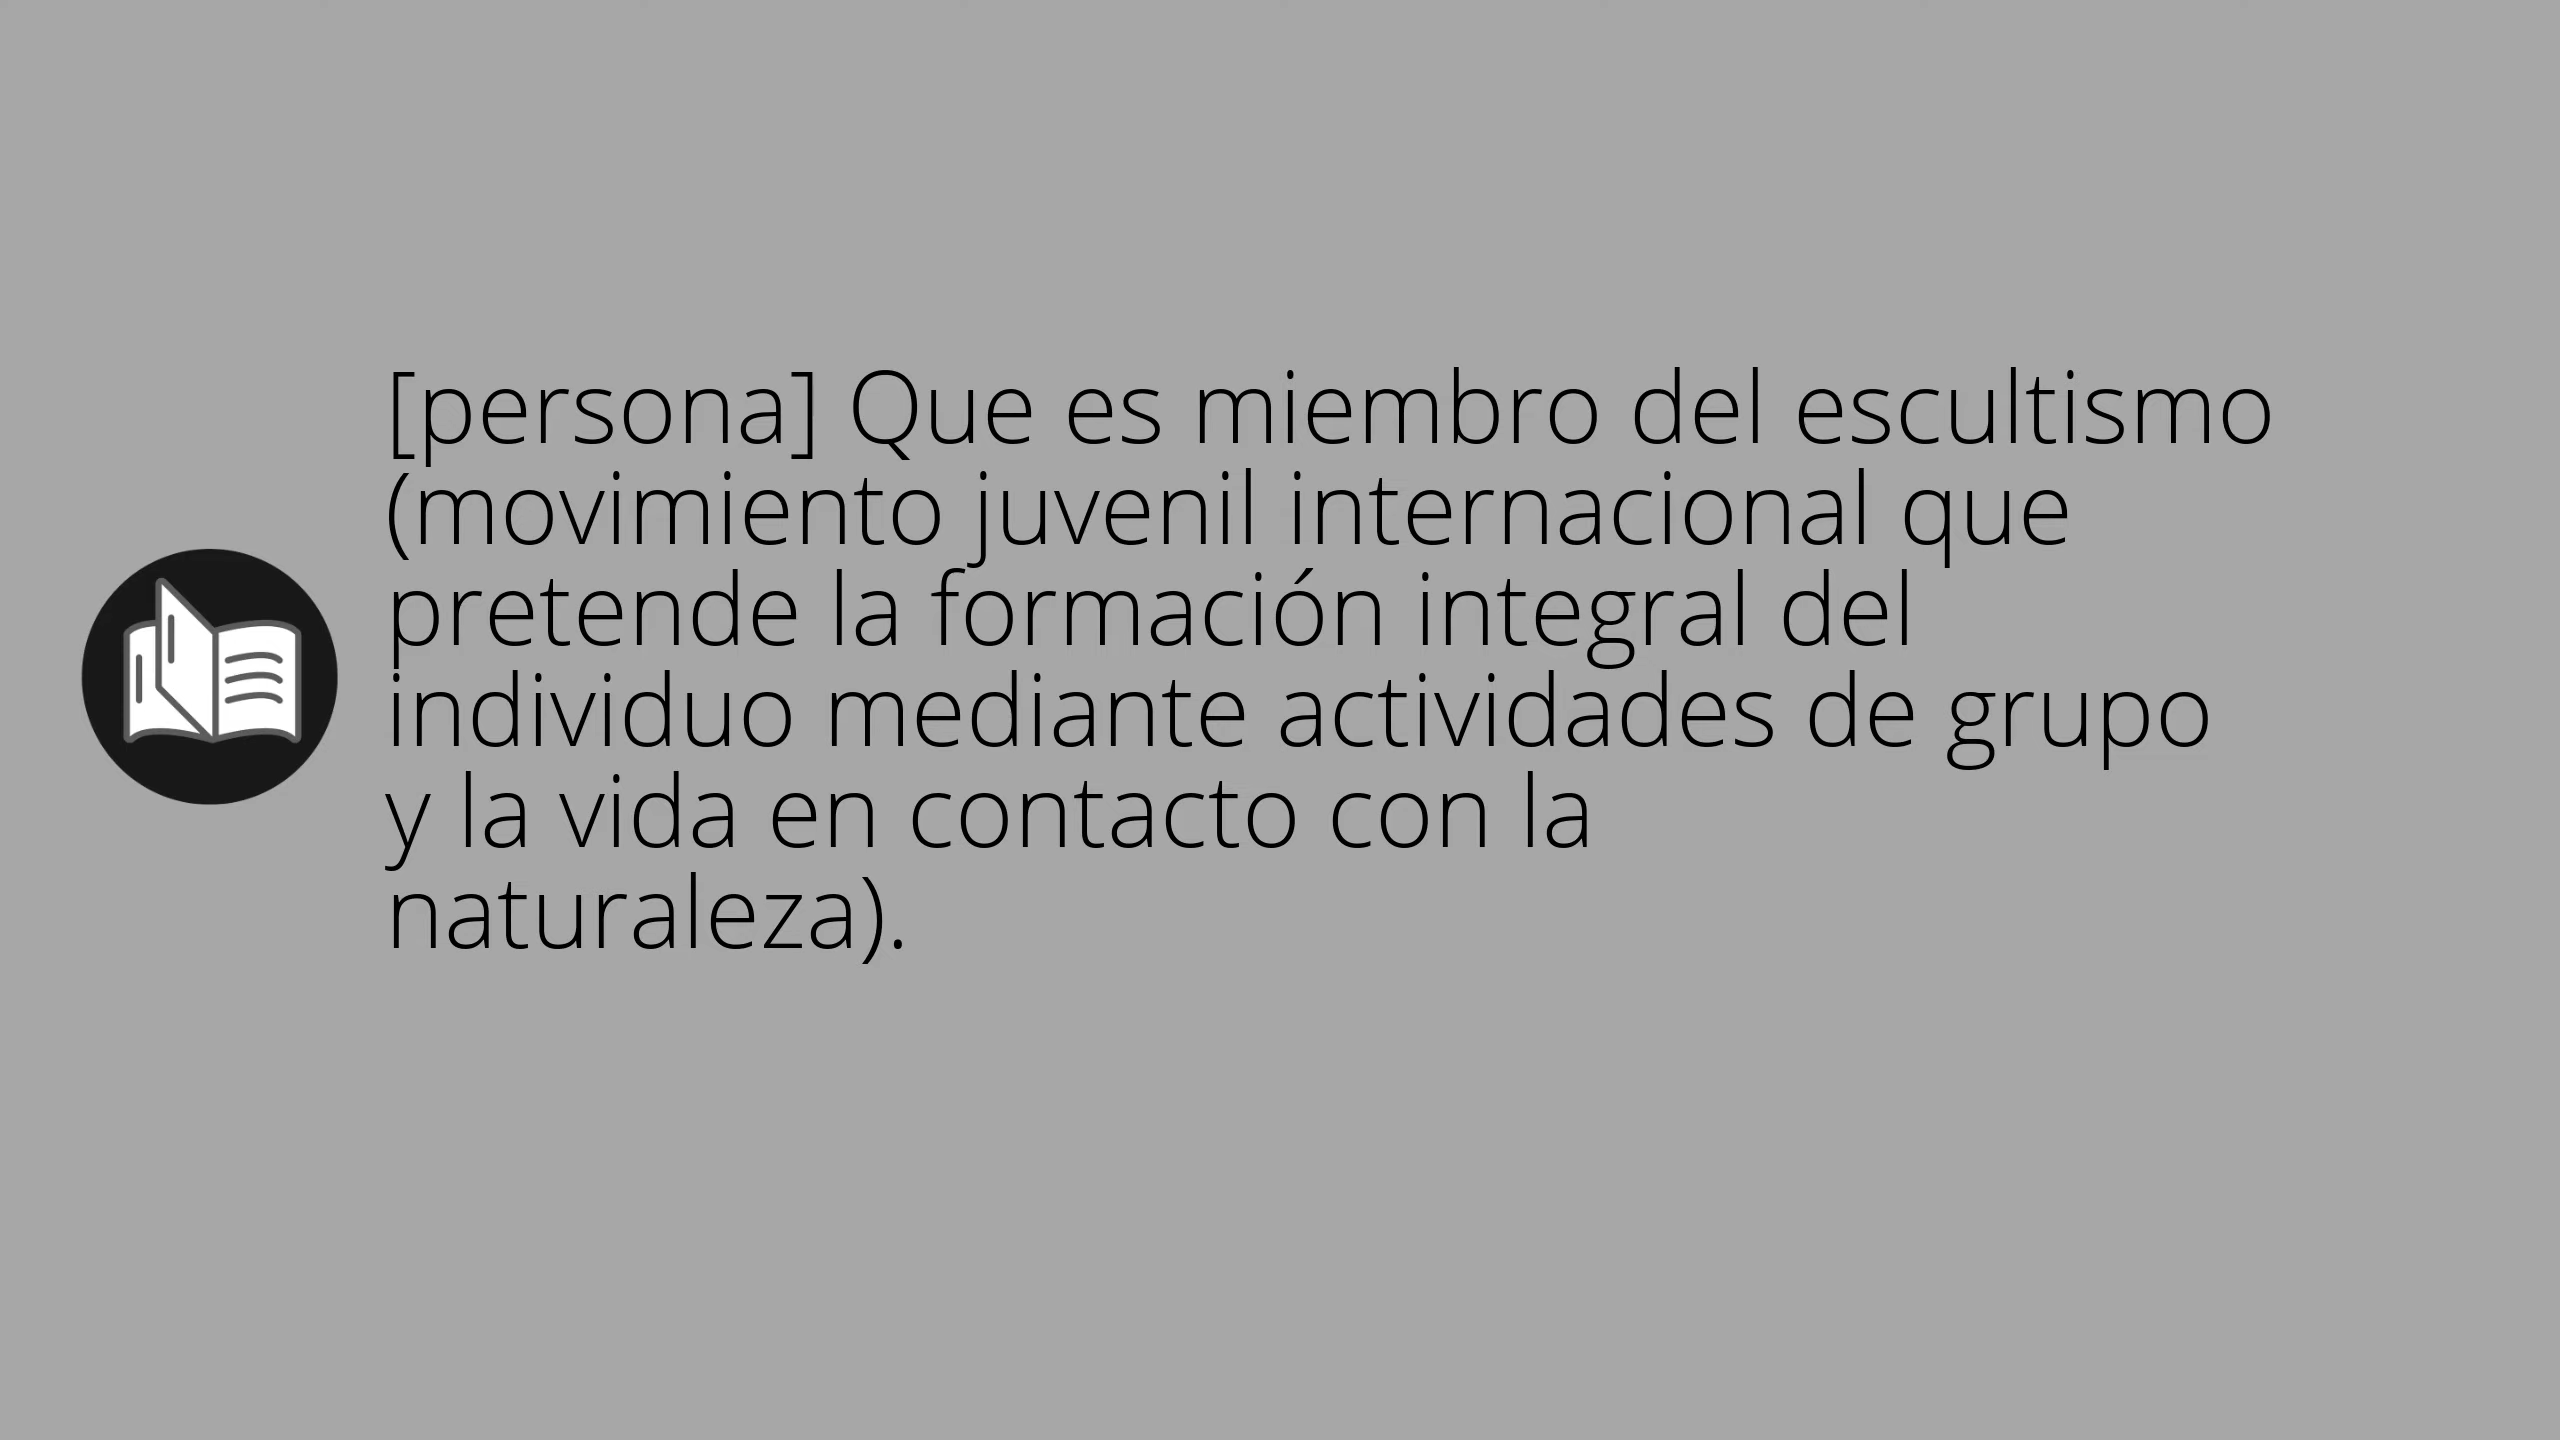 [persona] Que es miembro del escultismo
(movimiento juvenil internacional que
pretende la formación integral del
individuo mediante actividades de grupo
y la vida en contacto con la
naturaleza).